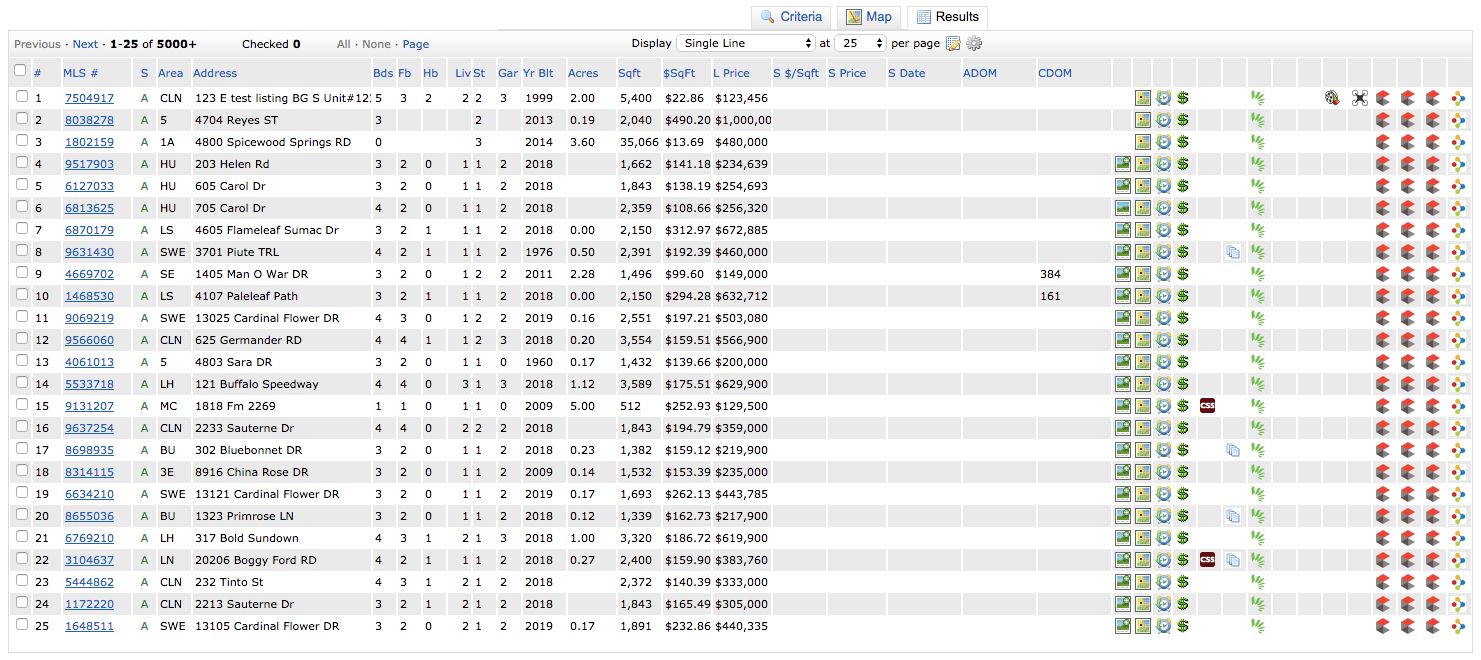 Criteria Map Results
Previous · Next · 1-25 of 5000+ Checked 0 All · None · Page Display Single Line at 25 per page
# MLS # S Area Address Bds Fb Hb Liv St Gar Yr Blt Acres Sqft $SqFt L Price S $/Sqft S Price S Date ADOM CDOM
1 7504917 A CLN 123 E test listing BG S Unit#12 5 3 2 2 2 3 1999 2.00 5,400 $22.86 $123,456
2 8038278 A 5 4704 Reyes ST 3 2 2013 0.19 2,040 $490.20 $1,000,00
3 1802159 A 1A 4800 Spicewood Springs RD 0 3 2014 3.60 35,066 $13.69 $480,000
4 9517903 A HU 203 Helen Rd 3 2 0 1 1 2 2018 1,662 $141.18 $234,639
5 6127033 A HU 605 Carol Dr 3 2 0 1 1 2 2018 1,843 $138.19 $254,693
6 6813625 A HU 705 Carol Dr 4 2 0 1 1 2 2018 2,359 $108.66 $256,320
7 6870179 A LS 4605 Flameleaf Sumac Dr 3 2 1 1 1 2 2018 0.00 2,150 $312.97 $672,885
8 9631430 A SWE 3701 Piute TRL 4 2 1 1 1 2 1976 0.50 2,391 $192.39 $460,000
9 4669702 A SE 1405 Man O War DR 3 2 0 1 2 2 2011 2.28 1,496 $99.60 $149,000 384
10 1468530 A LS 4107 Paleleaf Path 3 2 1 1 1 2 2018 0.00 2,150 $294.28 $632,712 161
11 9069219 A SWE 13025 Cardinal Flower DR 4 3 0 1 2 2 2019 0.16 2,551 $197.21 $503,080
12 9566060 A CLN 625 Germander RD 4 4 1 1 2 3 2018 0.20 3,554 $159.51 $566,900
13 4061013 A 5 4803 Sara DR 3 2 0 1 1 0 1960 0.17 1,432 $139.66 $200,000
14 5533718 A LH 121 Buffalo Speedway 4 4 0 3 1 3 2018 1.12 3,589 $175.51 $629,900
15 9131207 A MC 1818 Fm 2269 1 1 0 1 1 0 2009 5.00 512 $252.93 $129,500 CSS
16 9637254 A CLN 2233 Sauterne Dr 4 4 0 2 2 2 2018 1,843 $194.79 $359,000
17 8698935 A BU 302 Bluebonnet DR 3 2 0 1 1 2 2018 0.23 1,382 $159.12 $219,900
18 8314115 A 3E 8916 China Rose DR 3 2 0 1 1 2 2009 0.14 1,532 $153.39 $235,000
19 6634210 A SWE 13121 Cardinal Flower DR 3 2 0 1 1 2 2019 0.17 1,693 $262.13 $443,785
20 8655036 A BU 1323 Primrose LN 3 2 0 1 1 2 2018 0.12 1,339 $162.73 $217,900
21 6769210 A LH 317 Bold Sundown 4 3 1 2 1 3 2018 1.00 3,320 $186.72 $619,900
22 3104637 A LN 20206 Boggy Ford RD 4 2 1 1 1 2 2018 0.27 2,400 $159.90 $383,760 CSS
23 5444862 A CLN 232 Tinto St 4 3 1 2 1 2 2018 2,372 $140.39 $333,000
24 1172220 A CLN 2213 Sauterne Dr 3 2 1 2 1 2 2018 1,843 $165.49 $305,000
25 1648511 A SWE 13105 Cardinal Flower DR 3 2 0 1 1 2 2019 0.17 1,891 $232.86 $440,335